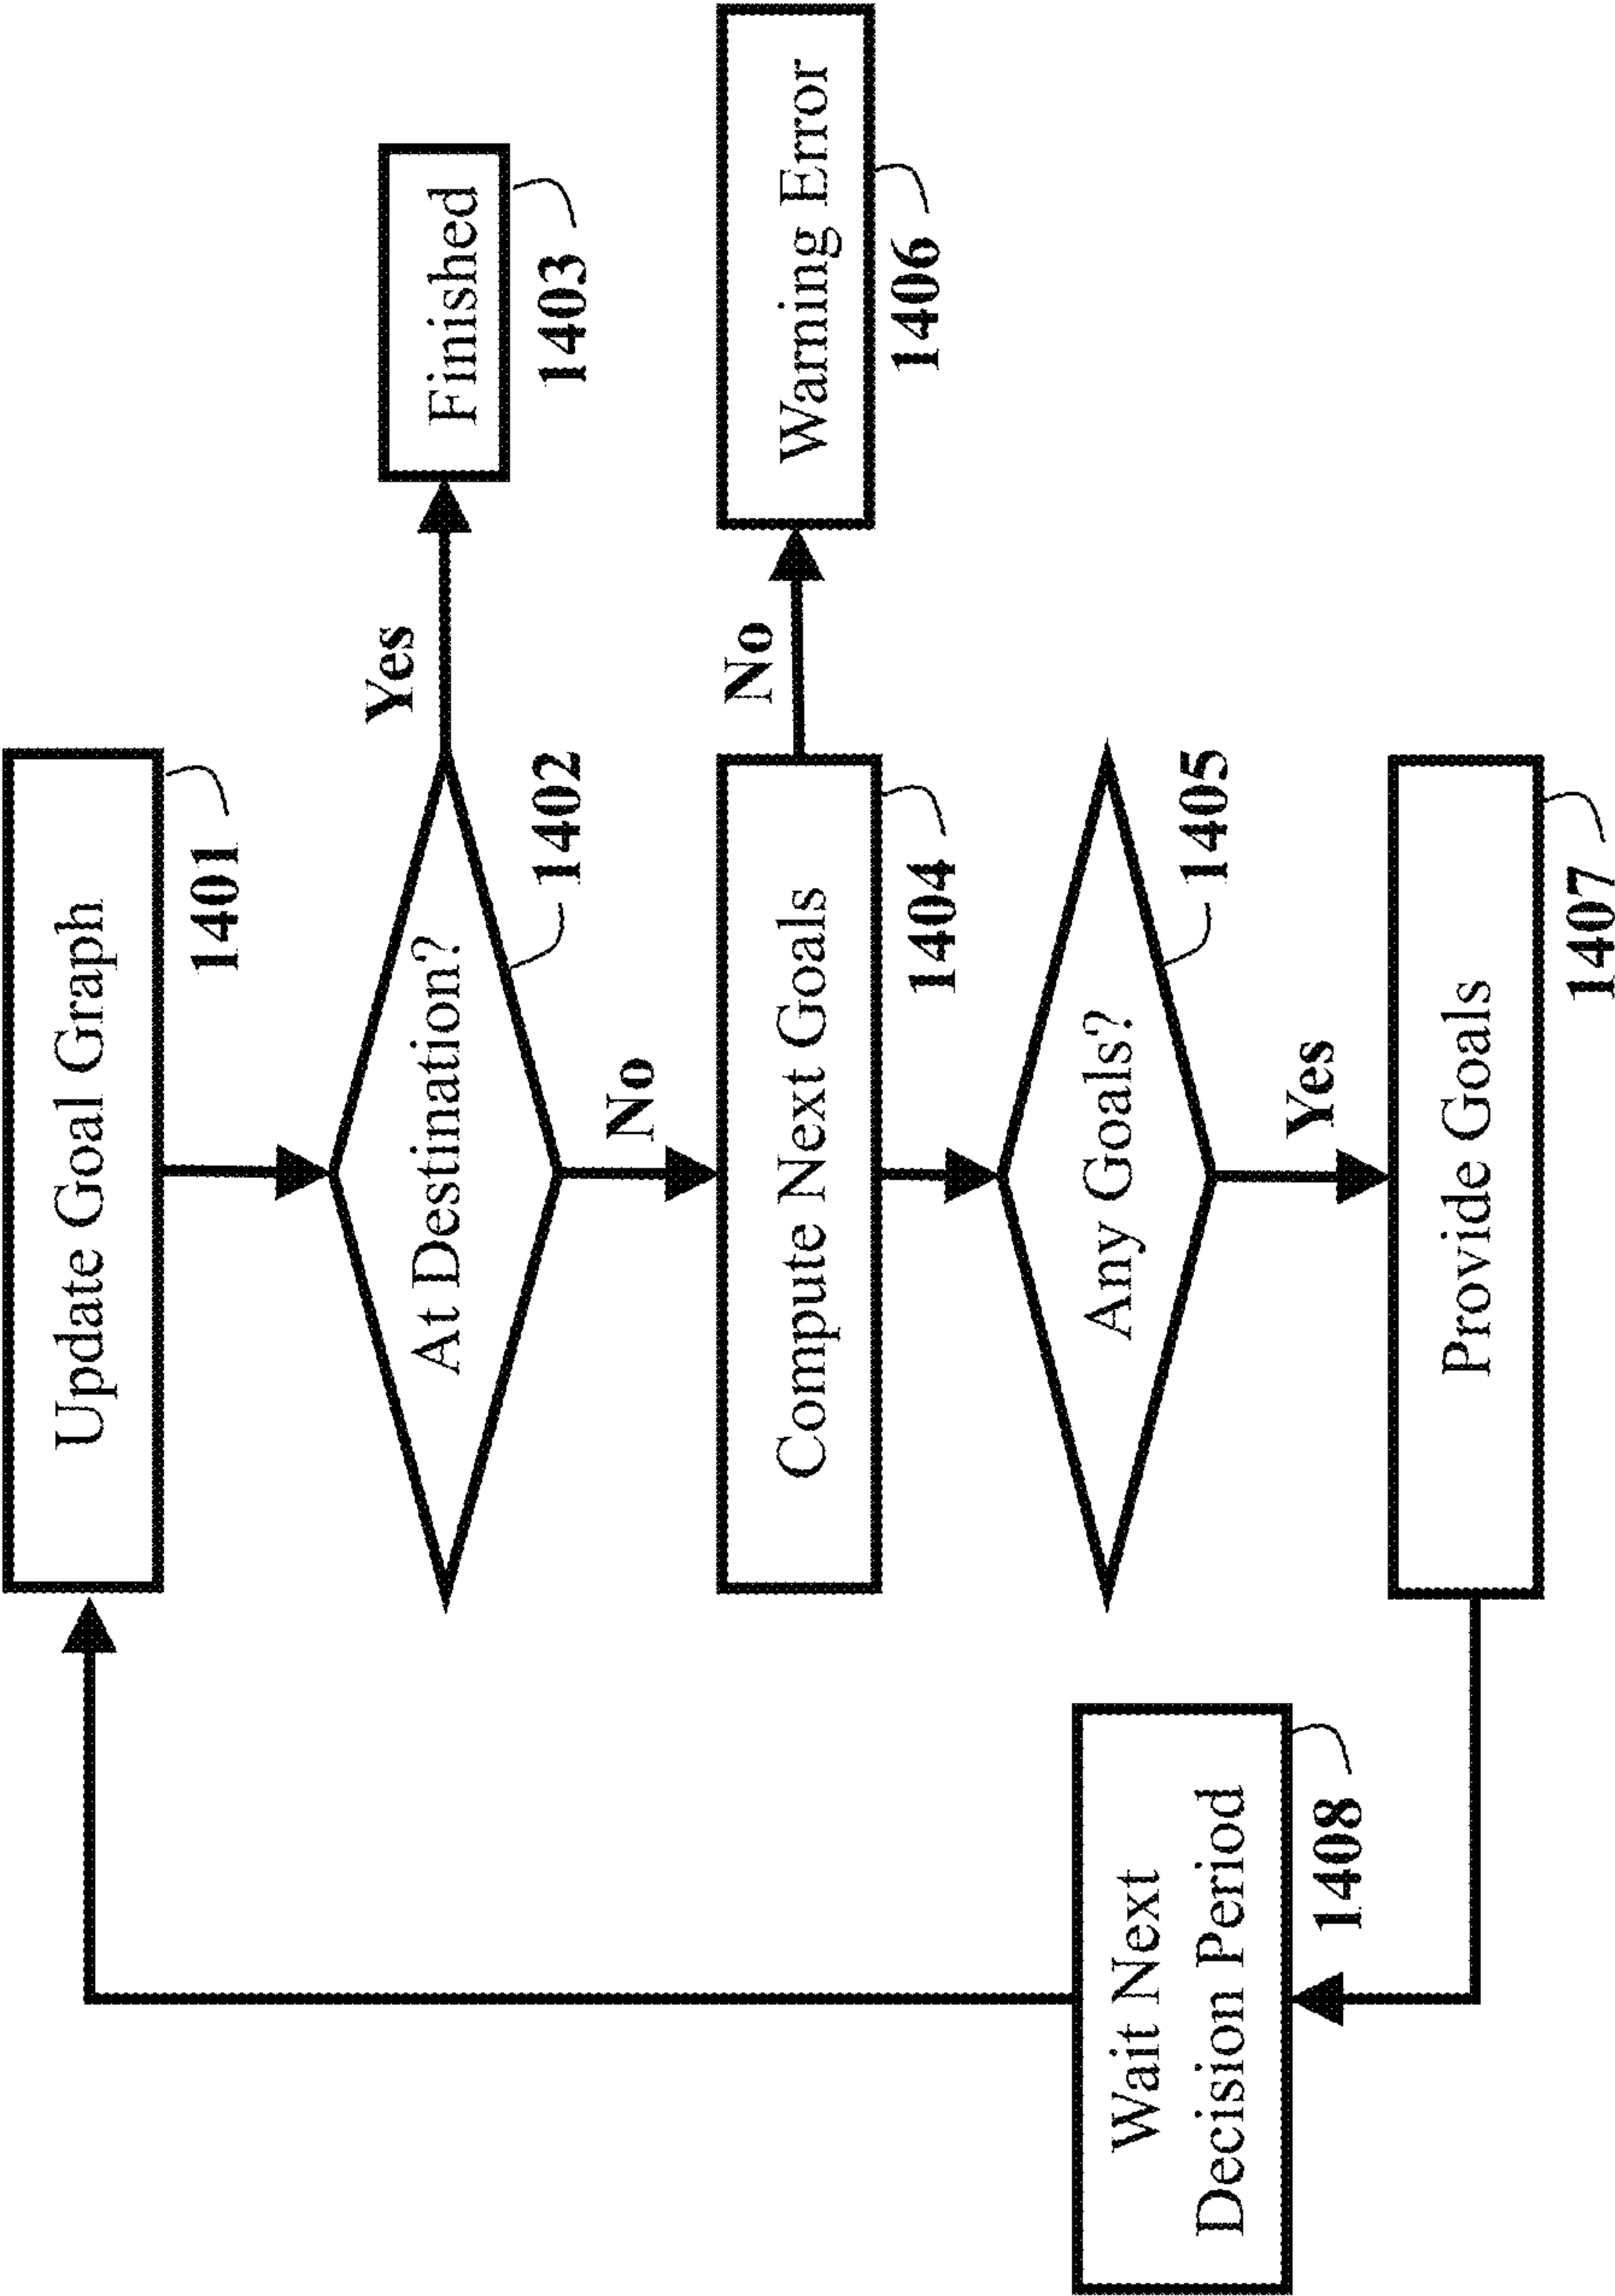 Update Goal Graph
1401
At Destination?
1402
Yes
Finished
1403
No
Compute Next Goals
1404
No
Warning Error
1406
Any Goals?
1405
Yes
Provide Goals
1407
Wait Next
Decision Period
1408